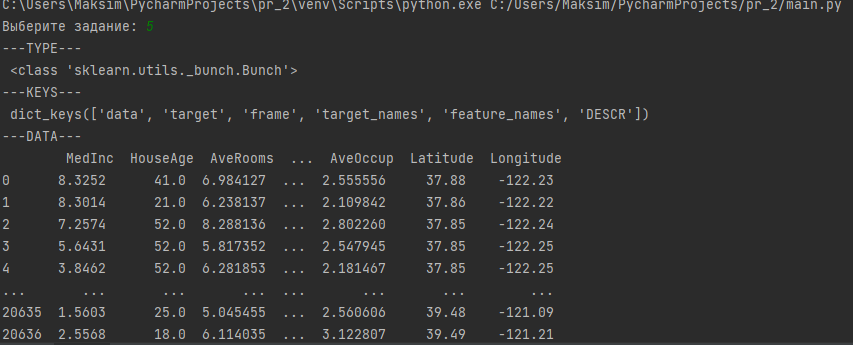 C:\Users\Maksim\PycharmProjects\pr_2\venv\Scripts\python.exe C:/Users/Maksim/PycharmProjects/pr_2/main.py
Выберите задание: 5
---TYPE---
 <class 'sklearn.utils._bunch.Bunch'>
---KEYS---
 dict_keys(['data', 'target', 'frame', 'target_names', 'feature_names', 'DESCR'])
---DATA---
        MedInc  HouseAge  AveRooms  ...  AveOccup  Latitude  Longitude
0       8.3252      41.0  6.984127  ...  2.555556     37.88    -122.23
1       8.3014      21.0  6.238137  ...  2.109842     37.86    -122.22
2       7.2574      52.0  8.288136  ...  2.802260     37.85    -122.24
3       5.6431      52.0  5.817352  ...  2.547945     37.85    -122.25
4       3.8462      52.0  6.281853  ...  2.181467     37.85    -122.25
...        ...       ...       ...  ...       ...       ...        ...
20635   1.5603      25.0  5.045455  ...  2.560606     39.48    -121.09
20636   2.5568      18.0  6.114035  ...  3.122807     39.49    -121.21